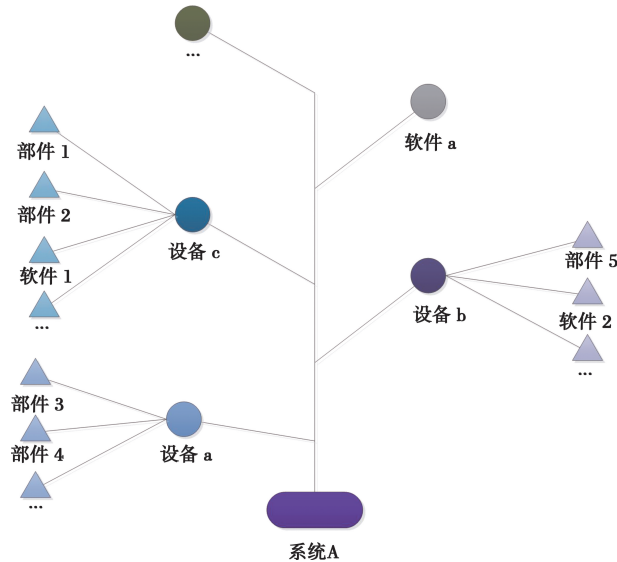 ...
软件 a
部件 1
部件 2
软件 1
...
设备 c
部件 5
软件 2
...
设备 b
部件 3
部件 4
...
设备 a
系统A